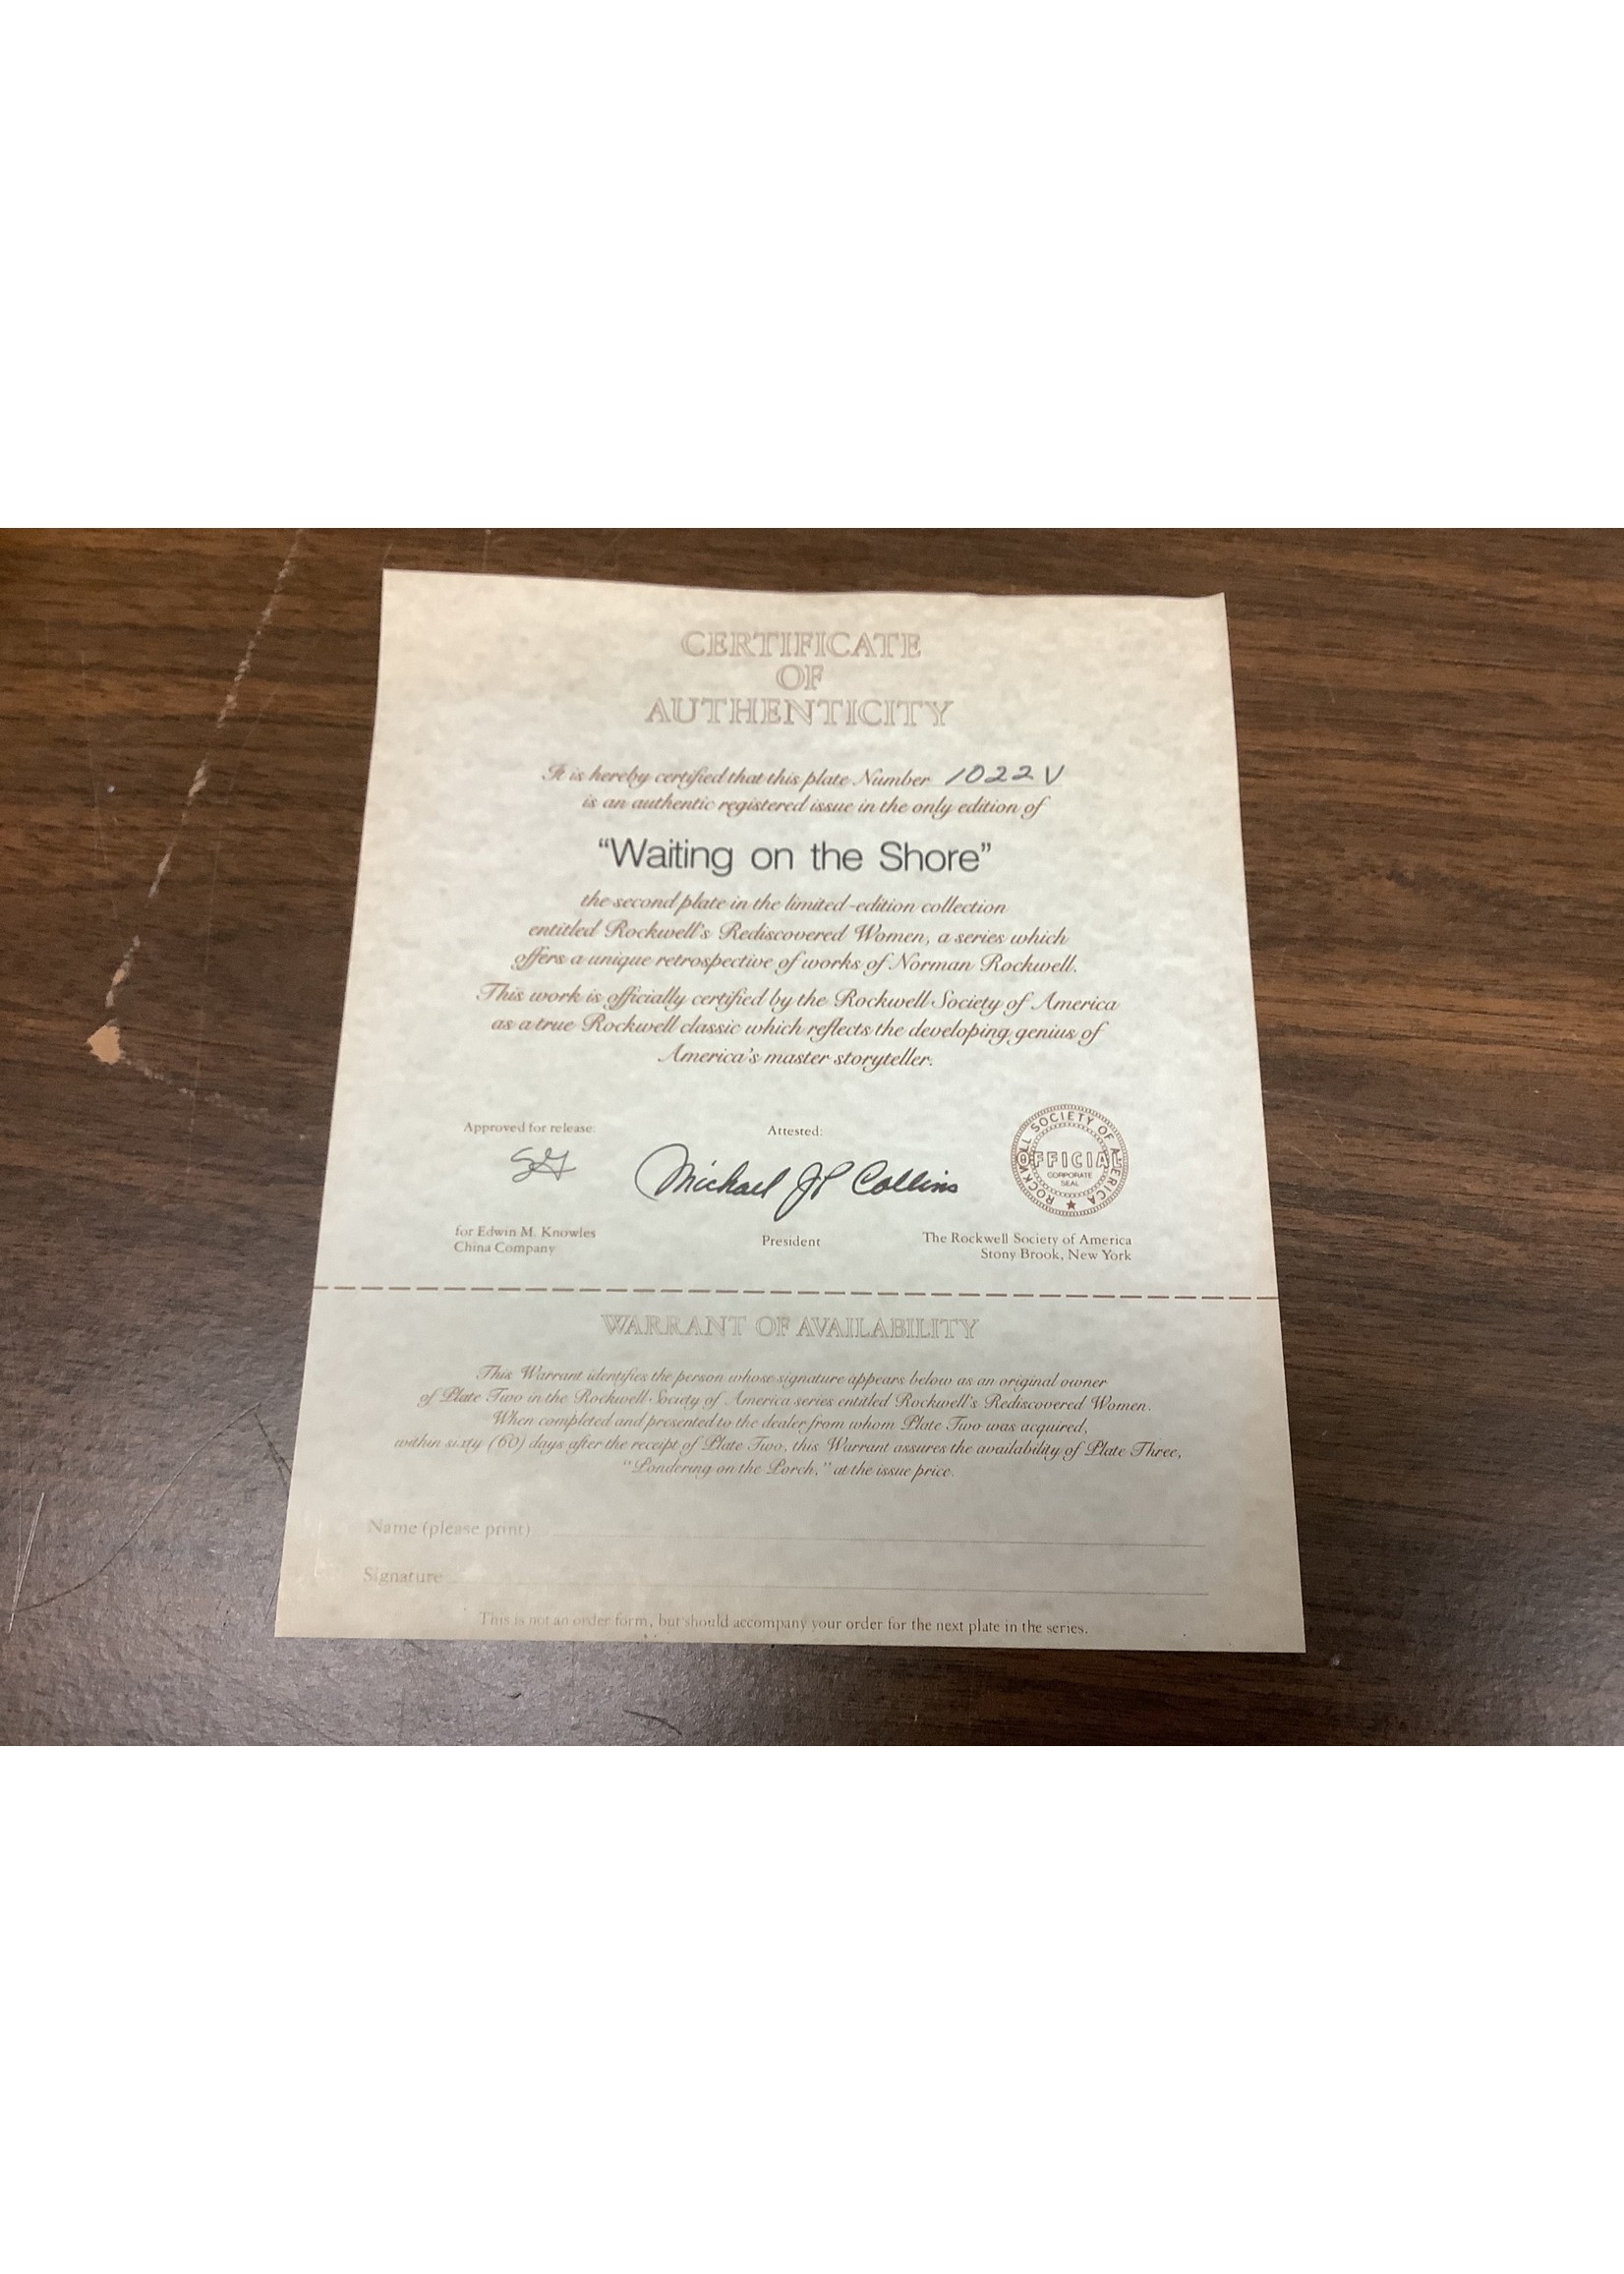 CERTIFICATE
OF
AUTHENTICITY
It is hereby certified that this plate Number 1022V
is an authentic registered issue in the only edition of
“Waiting on the Shore”
the second plate in the limited-edition collection
entitled Rockwell's Rediscovered Women, a series which
offers a unique retrospective of works of Norman Rockwell.
This work is officially certified by the Rockwell Society of America
as a true Rockwell classic which reflects the developing genius of
America's master storyteller.
Approved for release:
Attested:
Michael JP Collins
ROCKWELL SOCIETY OF AMERICA
OFFICIAL
CORPORATE
SEAL
for Edwin M. Knowles
China Company
President
The Rockwell Society of America
Stony Brook, New York
WARRANT OF AVAILABILITY
This Warrant identifies the person whose signature appears below as an original owner
of Plate Two in the Rockwell Society of America series entitled Rockwell's Rediscovered Women.
When completed and presented to the dealer from whom Plate Two was acquired,
within sixty (60) days after the receipt of Plate Two, this Warrant assures the availability of Plate Three,
“Pondering on the Porch,” at the issue price.
Name (please print)
Signature
This is not an order form, but should accompany your order for the next plate in the series.